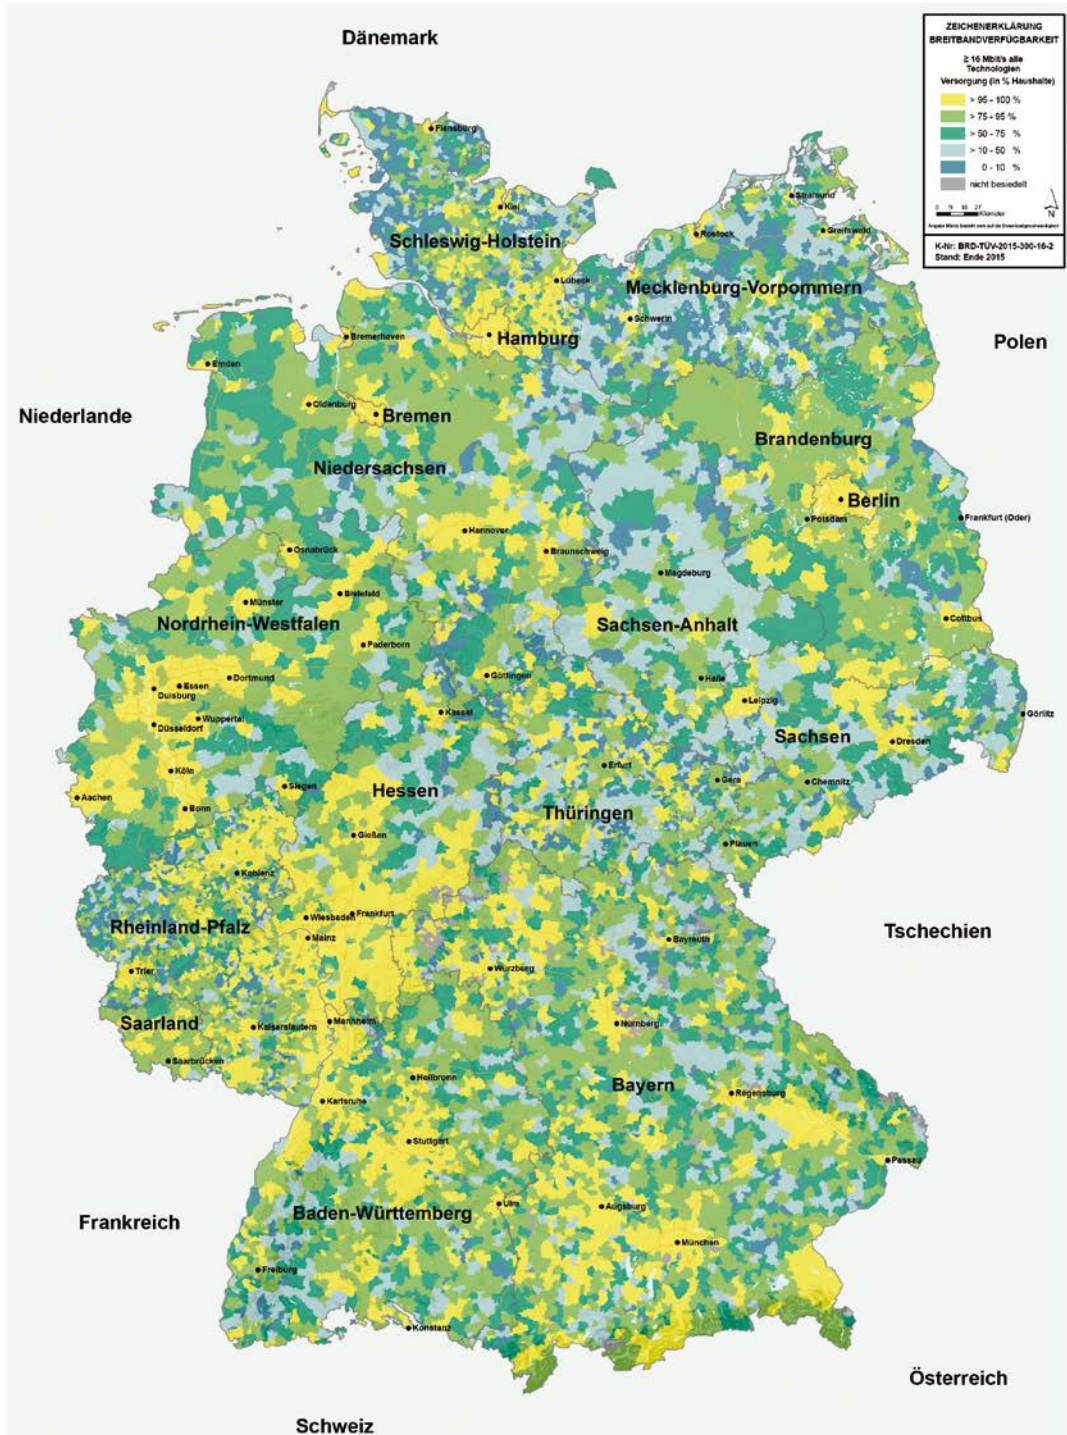 Dänemark
ZEICHENERKLÄRUNG
BREITBANDVERFÜGBARKEIT
≥ 16 Mbit/s alle
Technologien
Versorgung (in % Haushalte)
> 95 - 100 %
> 75 - 95 %
> 50 - 75 %
> 10 - 50 %
0 - 10 %
nicht besiedelt
Kilometer
N
K-Nr: BRD-TÜV-2015-300-16-2
Stand: Ende 2015
Flensburg
Stralsund
Kiel
Greifswald
Rostock
Schleswig-Holstein
Lübeck
Mecklenburg-Vorpommern
Schwerin
Bremerhaven
Hamburg
Polen
Emden
Oldenburg
Bremen
Niederlande
Brandenburg
Niedersachsen
Berlin
Potsdam
Frankfurt (Oder)
Hannover
Osnabrück
Braunschweig
Magdeburg
Bielefeld
Münster
Nordrhein-Westfalen
Sachsen-Anhalt
Cottbus
Paderborn
Göttingen
Halle
Dortmund
Essen
Duisburg
Leipzig
Kassel
Görlitz
Wuppertal
Düsseldorf
Sachsen
Dresden
Erfurt
Köln
Gera
Chemnitz
Siegen
Hessen
Aachen
Bonn
Thüringen
Gießen
Plauen
Koblenz
Wiesbaden
Frankfurt
Rheinland-Pfalz
Tschechien
Mainz
Bayreuth
Trier
Würzburg
Saarland
Kaiserslautern
Mannheim
Nürnberg
Saarbrücken
Heilbronn
Bayern
Regensburg
Karlsruhe
Stuttgart
Passau
Ulm
Augsburg
Baden-Württemberg
Frankreich
München
Freiburg
Konstanz
Österreich
Schweiz